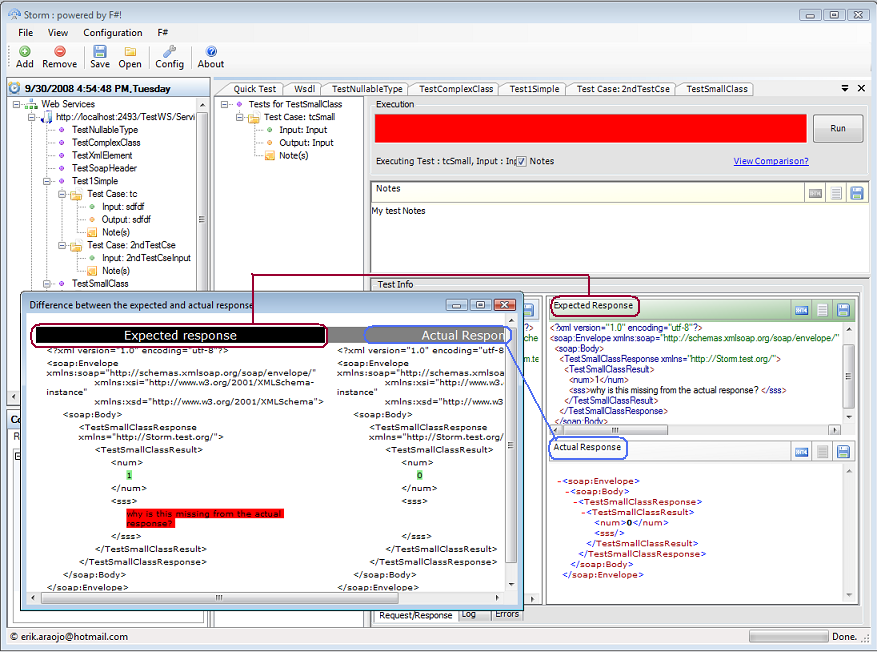 Storm : powered by F#!
File View Configuration F#
Add Remove Save Open Config About
9/30/2008 4:54:48 PM,Tuesday
Web Services
http://localhost:2493/TestWS/Servi
TestNullableType
TestComplexClass
TestXmlElement
TestSoapHeader
Test1Simple
Test Case: tc
Input: sdfdf
Output: sdfdf
Note(s)
Test Case: 2ndTestCse
Input: 2ndTestCseInput
Note(s)
TestSmallClass
Quick Test Wsdl TestNullableType TestComplexClass Test1Simple Test Case: 2ndTestCse TestSmallClass
Tests for TestSmallClass
Test Case: tcSmall
Input: Input
Output: Input
Note(s)
Execution
Run
Executing Test : tcSmall, Input : Inp Notes
View Comparison?
Notes
My test Notes
Test Info
Difference between the expected and actual response
Expected response Actual Respon
<?xml version="1.0" encoding="utf-8"?> <?xml version="1.0" encoding="utf-8
<soap:Envelope <soap:Envelope
xmlns:soap="http://schemas.xmlsoap.org/soap/envelope/" xmlns:soap="http://schemas.xmlsoa
xmlns:xsi="http://www.w3.org/2001/XMLSchema- xmlns:xsi="http://www.w3.
instance" instance"
xmlns:xsd="http://www.w3.org/2001/XMLSchema"> xmlns:xsd="http://www.w3
<soap:Body> <soap:Body>
<TestSmallClassResponse <TestSmallClassResponse
xmlns="http://Storm.test.org/"> xmlns="http://Storm.test.org/
<TestSmallClassResult> <TestSmallClassResult>
<num> <num>
1 0
</num> </num>
<sss> <sss>
why is this missing from the actual
response?
</sss> </sss>
</TestSmallClassResult> </TestSmallClassResult>
</TestSmallClassResponse> </TestSmallClassResponse>
</soap:Body> </soap:Body>
</soap:Envelope> </soap:Envelope>
Expected Response
<?xml version="1.0" encoding="utf-8"?>
<soap:Envelope xmlns:soap="http://schemas.xmlsoap.org/soap/envelope/"
<soap:Body>
<TestSmallClassResponse xmlns="http://Storm.test.org/">
<TestSmallClassResult>
<num>1</num>
<sss>why is this missing from the actual response? </sss>
</TestSmallClassResult>
</TestSmallClassResponse>
</soap:Body>
Actual Response
-<soap:Envelope>
-<soap:Body>
-<TestSmallClassResponse>
-<TestSmallClassResult>
<num>0</num>
<sss/>
</TestSmallClassResult>
</TestSmallClassResponse>
</soap:Body>
</soap:Envelope>
Request/Response Log Errors
© erik.araojo@hotmail.com Done.